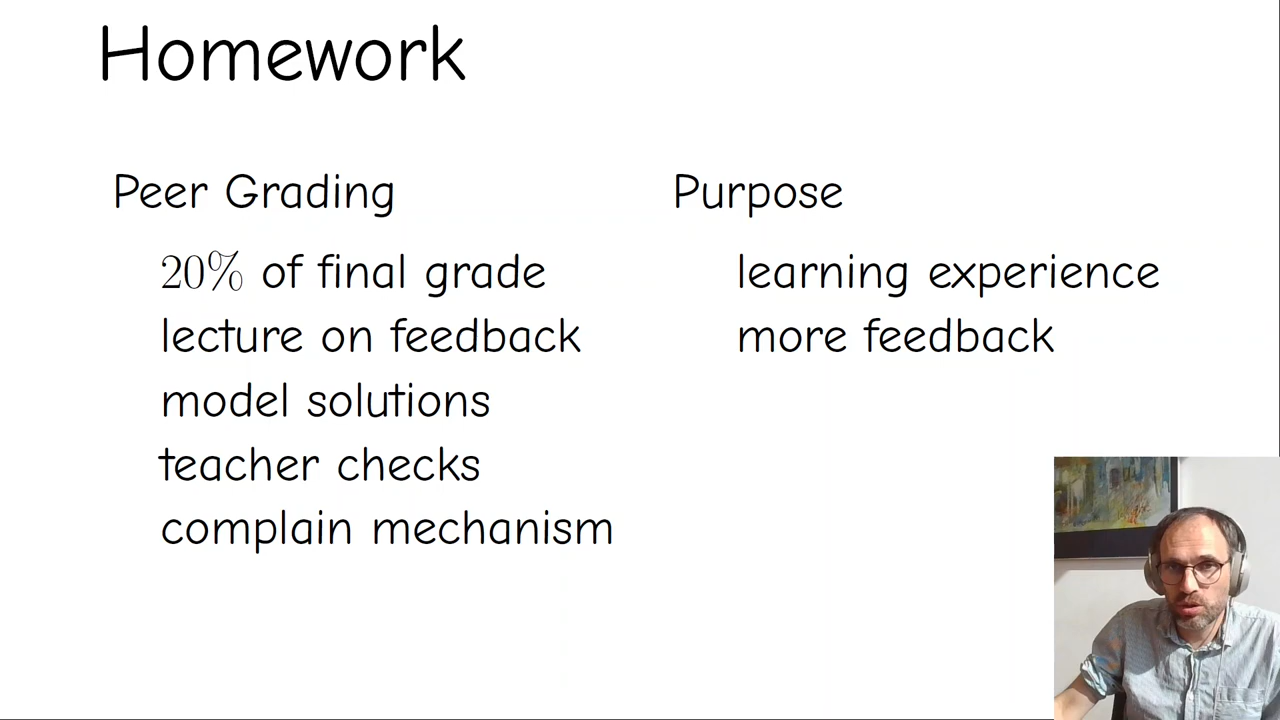 Homework
Peer Grading
20% of final grade
lecture on feedback
model solutions
teacher checks
complain mechanism
Purpose
learning experience
more feedback